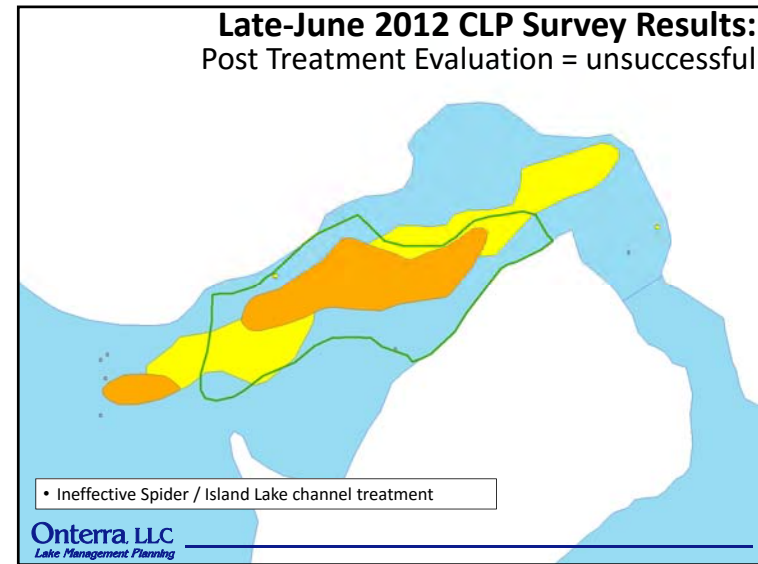 Late-June 2012 CLP Survey Results:
Post Treatment Evaluation = unsuccessful
• Ineffective Spider / Island Lake channel treatment
Onterra, LLC
Lake Management Planning